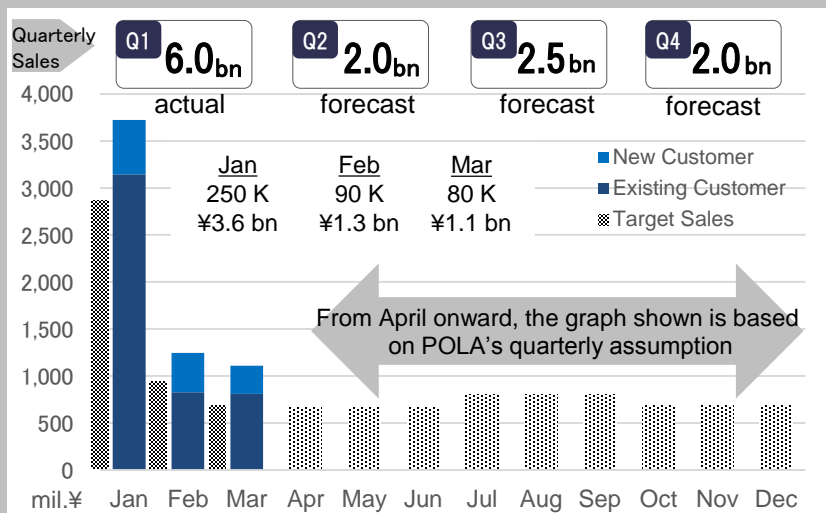 Quarterly
Sales
Q1 6.0bn
actual
Q2 2.0bn
forecast
Q3 2.5bn
forecast
Q4 2.0bn
forecast
4,000
3,500
3,000
2,500
2,000
1,500
1,000
500
0
Jan Feb Mar
250 K 90 K 80 K
¥3.6 bn ¥1.3 bn ¥1.1 bn
New Customer
Existing Customer
Target Sales
From April onward, the graph shown is based
on POLA's quarterly assumption
mil.¥ Jan Feb Mar Apr May Jun Jul Aug Sep Oct Nov Dec